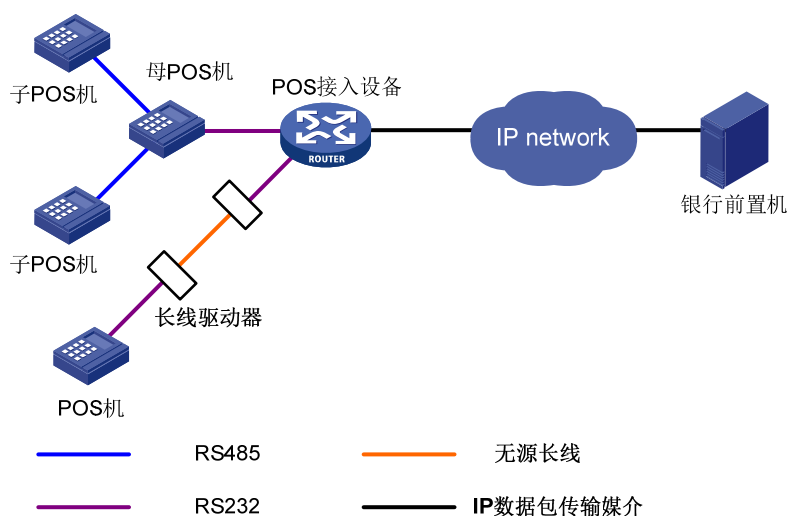 母POS机
POS接入设备
子POS机
ROUTER
IP network
银行前置机
子POS机
长线驱动器
POS机
RS485
无源长线
RS232
IP数据包传输媒介